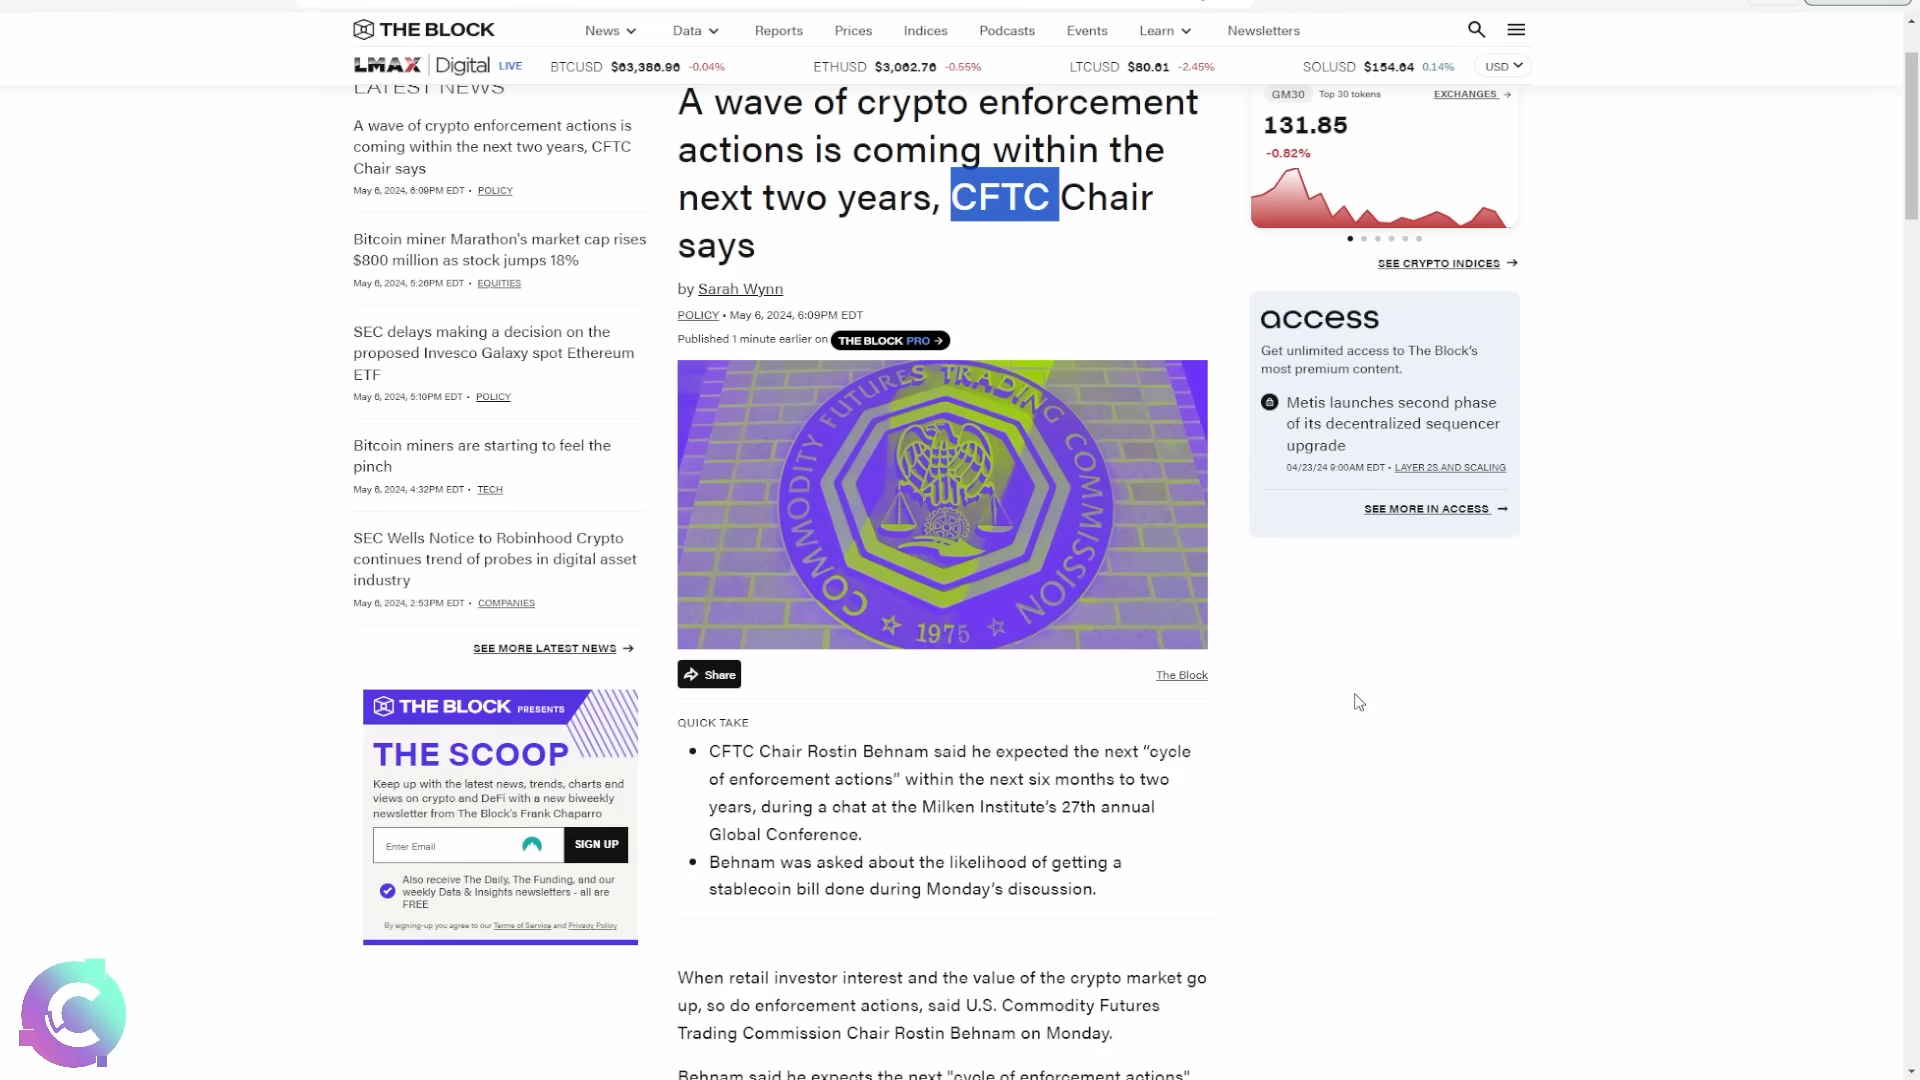 THE BLOCK
News
Data
Reports
Prices
Indices
Podcasts
Events
Learn
Newsletters
LMAX Digital LIVE
BTCUSD $63,386.96 -0.04%
ETHUSD $3,062.76 -0.55%
LTCUSD $80.61 -2.45%
SOLUSD $154.64 0.14%
USD
LATEST NEWS
A wave of crypto enforcement actions is
coming within the next two years, CFTC
Chair says
May 6, 2024, 6:09PM EDT • POLICY
Bitcoin miner Marathon's market cap rises
$800 million as stock jumps 18%
May 6, 2024, 5:26PM EDT • EQUITIES
SEC delays making a decision on the
proposed Invesco Galaxy spot Ethereum
ETF
May 6, 2024, 5:10PM EDT • POLICY
Bitcoin miners are starting to feel the
pinch
May 6, 2024, 4:32PM EDT • TECH
SEC Wells Notice to Robinhood Crypto
continues trend of probes in digital asset
industry
May 6, 2024, 2:53PM EDT • COMPANIES
SEE MORE LATEST NEWS →
THE BLOCK PRESENTS
THE SCOOP
Keep up with the latest news, trends, charts and
views on crypto and DeFi with a new biweekly
newsletter from The Block's Frank Chaparro
Enter Email
SIGN UP
Also receive The Daily, The Funding, and our
weekly Data & Insights newsletters - all are
FREE
By signing-up you agree to our Terms of Service and Privacy Policy
A wave of crypto enforcement
actions is coming within the
next two years, CFTC Chair
says
by Sarah Wynn
POLICY • May 6, 2024, 6:09PM EDT
Published 1 minute earlier on THE BLOCK PRO →
COMMODITY FUTURES TRADING COMMISSION
1975
Share
The Block
QUICK TAKE
• CFTC Chair Rostin Behnam said he expected the next “cycle
of enforcement actions” within the next six months to two
years, during a chat at the Milken Institute’s 27th annual
Global Conference.
• Behnam was asked about the likelihood of getting a
stablecoin bill done during Monday’s discussion.
When retail investor interest and the value of the crypto market go
up, so do enforcement actions, said U.S. Commodity Futures
Trading Commission Chair Rostin Behnam on Monday.
Behnam said he expects the next "cycle of enforcement actions"
GM30 Top 30 tokens
EXCHANGES →
131.85
-0.82%
SEE CRYPTO INDICES →
access
Get unlimited access to The Block's
most premium content.
Metis launches second phase
of its decentralized sequencer
upgrade
04/23/24 9:00AM EDT • LAYER 2S AND SCALING
SEE MORE IN ACCESS →